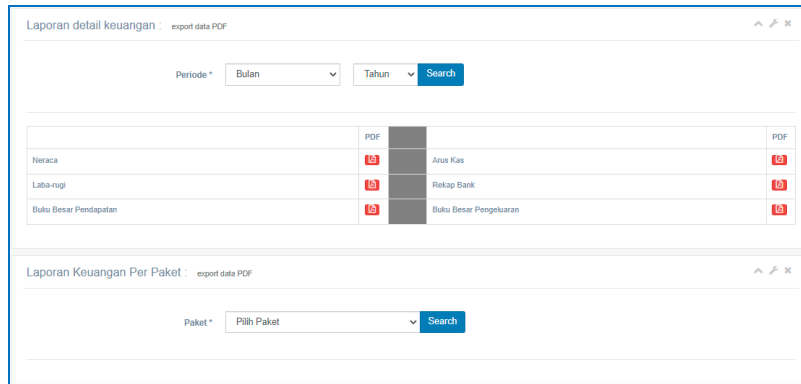 Laporan detail keuangan : export data PDF
Periode * Bulan Tahun Search
PDF PDF
Neraca Arus Kas
Laba-rugi Rekap Bank
Buku Besar Pendapatan Buku Besar Pengeluaran
Laporan Keuangan Per Paket : export data PDF
Paket * Pilih Paket Search